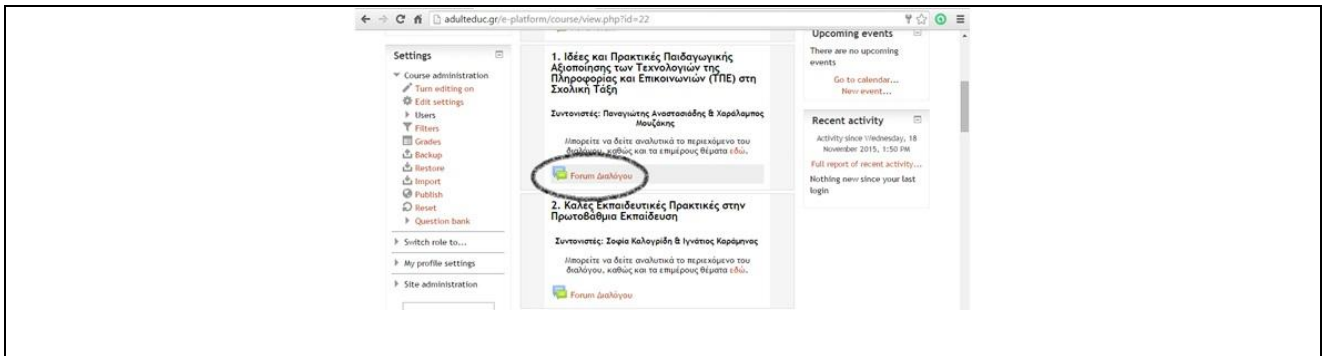 adulteduc.gr/e-platform/course/view.php?id=22
Settings
Course administration
Turn editing on
Edit settings
Users
Filters
Grades
Backup
Restore
Import
Publish
Reset
Question bank
Switch role to...
My profile settings
Site administration
1. Ιδέες και Πρακτικές Παιδαγωγικής
Αξιοποίησης των Τεχνολογιών της
Πληροφορίας και Επικοινωνιών (ΤΠΕ) στη
Σχολική Τάξη
Συντονιστές: Παναγιώτης Αναστασιάδης & Χαράλαμπος
Μουζάκης
Μπορείτε να δείτε αναλυτικά το περιεχόμενο του
διαλόγου, καθώς και τα επιμέρους θέματα εδώ.
Forum Διαλόγου
2. Καλές Εκπαιδευτικές Πρακτικές στην
Πρωτοβάθμια Εκπαίδευση
Συντονιστές: Σοφία Καλογρίδη & Ιγνάτιος Καράμηνας
Μπορείτε να δείτε αναλυτικά το περιεχόμενο του
διαλόγου, καθώς και τα επιμέρους θέματα εδώ.
Forum Διαλόγου
Upcoming events
There are no upcoming
events
Go to calendar...
New event...
Recent activity
Activity since Wednesday, 18
November 2015, 1:50 PM
Full report of recent activity...
Nothing new since your last
login